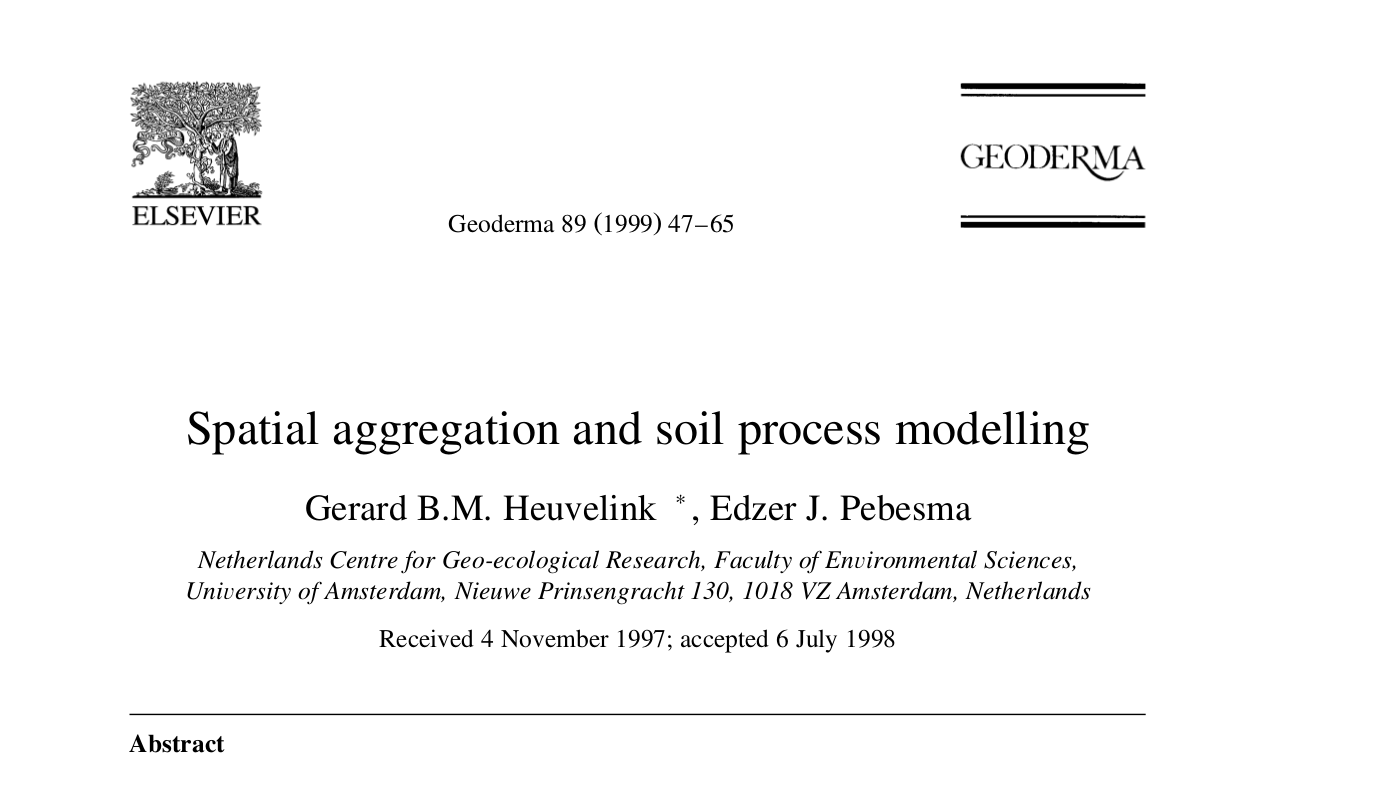 ELSEVIER
Geoderma 89 (1999) 47–65
GEODERMA
Spatial aggregation and soil process modelling
Gerard B.M. Heuvelink *, Edzer J. Pebesma
Netherlands Centre for Geo-ecological Research, Faculty of Environmental Sciences,
University of Amsterdam, Nieuwe Prinsengracht 130, 1018 VZ Amsterdam, Netherlands
Received 4 November 1997; accepted 6 July 1998
Abstract